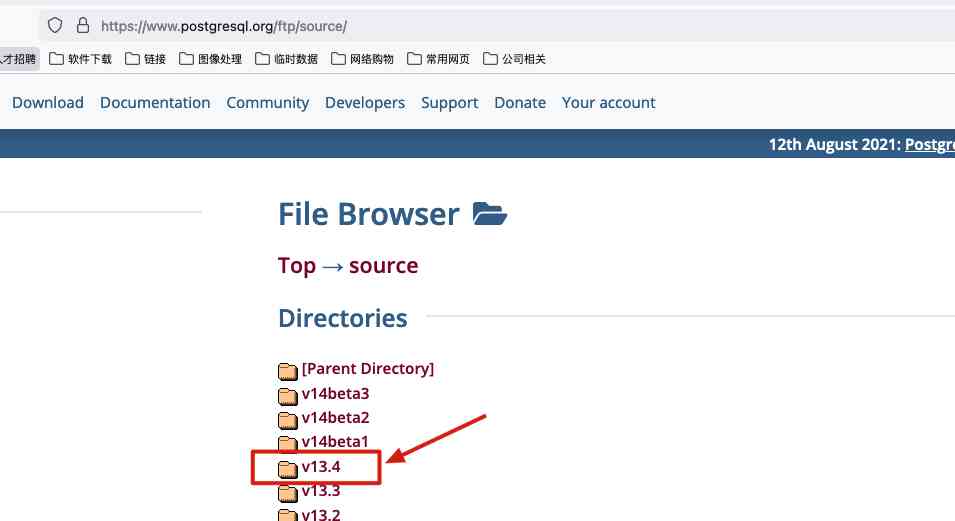 https://www.postgresql.org/ftp/source/
人才招聘 软件下载 链接 图像处理 临时数据 网络购物 常用网页 公司相关
Download Documentation Community Developers Support Donate Your account
12th August 2021: Postgre
File Browser
Top → source
Directories
[Parent Directory]
v14beta3
v14beta2
v14beta1
v13.4
v13.3
v13.2